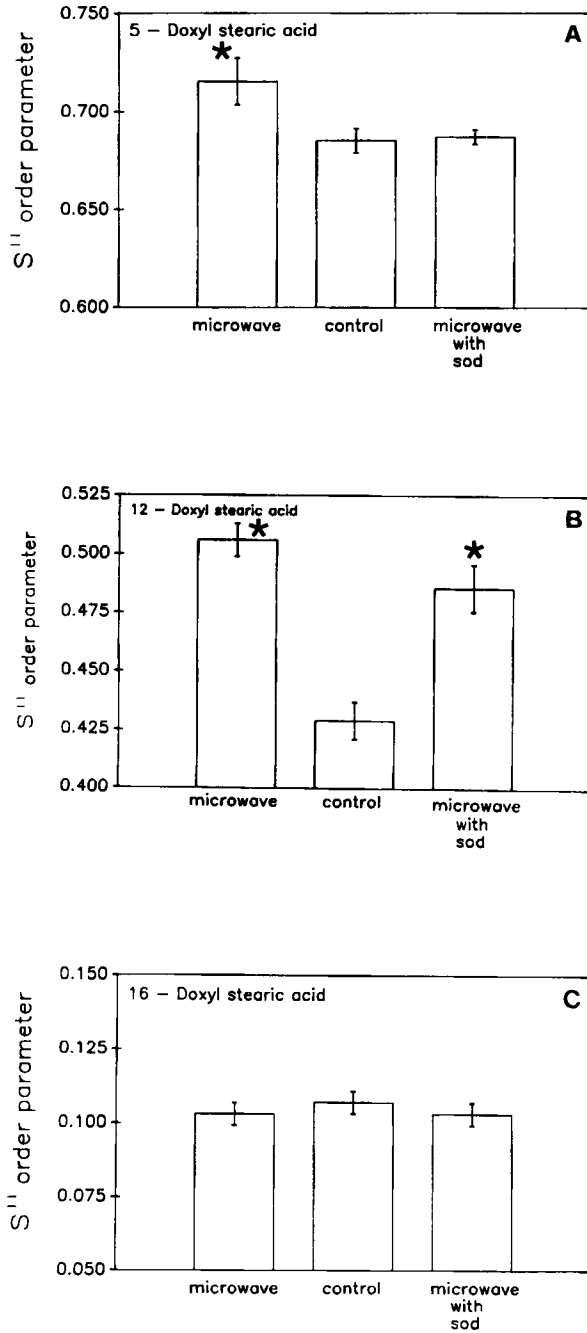 5 – Doxyl stearic acid
A
★
S'' order parameter
0.750
0.700
0.650
0.600
microwave
control
microwave
with
sod
12 – Doxyl stearic acid
B
★
★
S'' order parameter
0.525
0.500
0.475
0.450
0.425
0.400
microwave
control
microwave
with
sod
16 – Doxyl stearic acid
C
S'' order parameter
0.150
0.125
0.100
0.075
0.050
microwave
control
microwave
with
sod